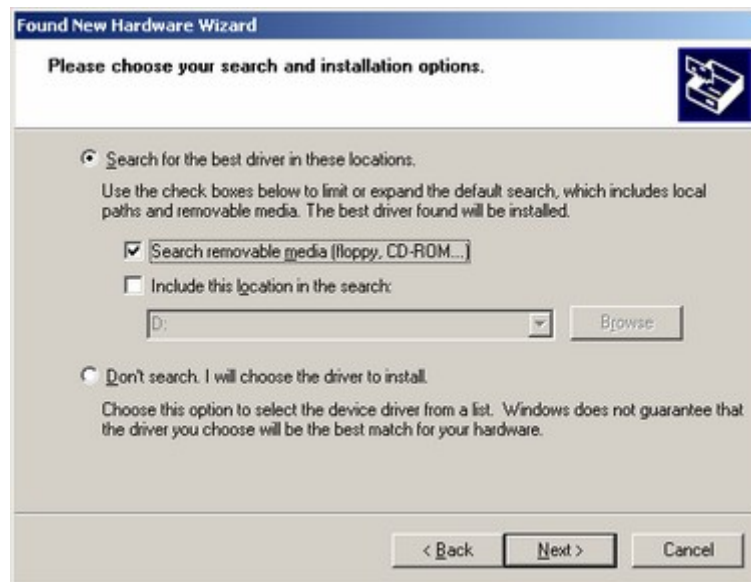 Found New Hardware Wizard
Please choose your search and installation options.
Search for the best driver in these locations.
Use the check boxes below to limit or expand the default search, which includes local
paths and removable media. The best driver found will be installed.
Search removable media (floppy, CD-ROM...)
Include this location in the search:
D:
Browse
Don't search. I will choose the driver to install.
Choose this option to select the device driver from a list. Windows does not guarantee that
the driver you choose will be the best match for your hardware.
< Back
Next >
Cancel